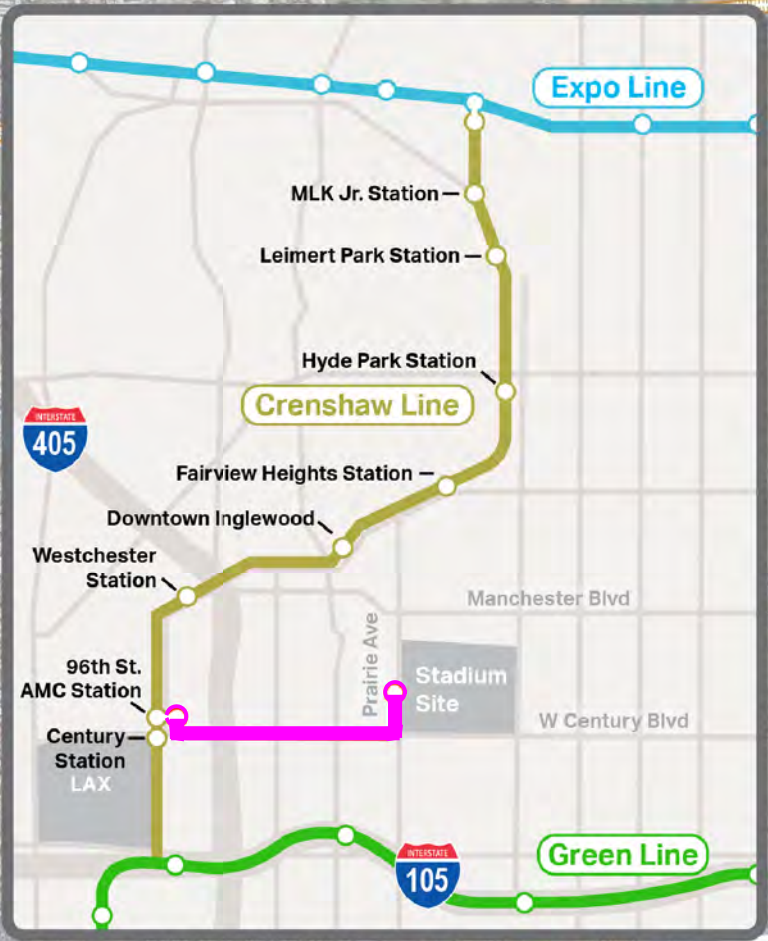 Expo Line
MLK Jr. Station
Leimert Park Station
Hyde Park Station
Crenshaw Line
INTERSTATE
405
Fairview Heights Station
Downtown Inglewood
Westchester
Station
Manchester Blvd
Prairie Ave
96th St.
AMC Station
Stadium
Site
W Century Blvd
Century
Station
LAX
INTERSTATE
105
Green Line